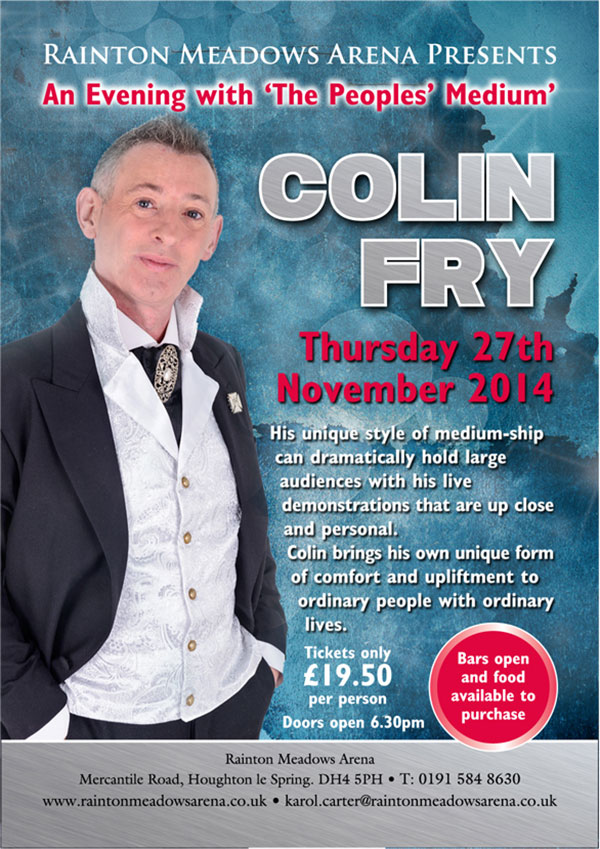 Rainton Meadows Arena Presents
An Evening with ‘The Peoples’ Medium’
COLIN
FRY
Thursday 27th
November 2014
His unique style of medium-ship
can dramatically hold large
audiences with his live
demonstrations that are up close
and personal.
Colin brings his own unique form
of comfort and upliftment to
ordinary people with ordinary
lives.
Tickets only
£19.50
per person
Doors open 6.30pm
Bars open
and food
available to
purchase
Rainton Meadows Arena
Mercantile Road, Houghton le Spring. DH4 5PH • T: 0191 584 8630
www.raintonmeadowsarena.co.uk • karol.carter@raintonmeadowsarena.co.uk